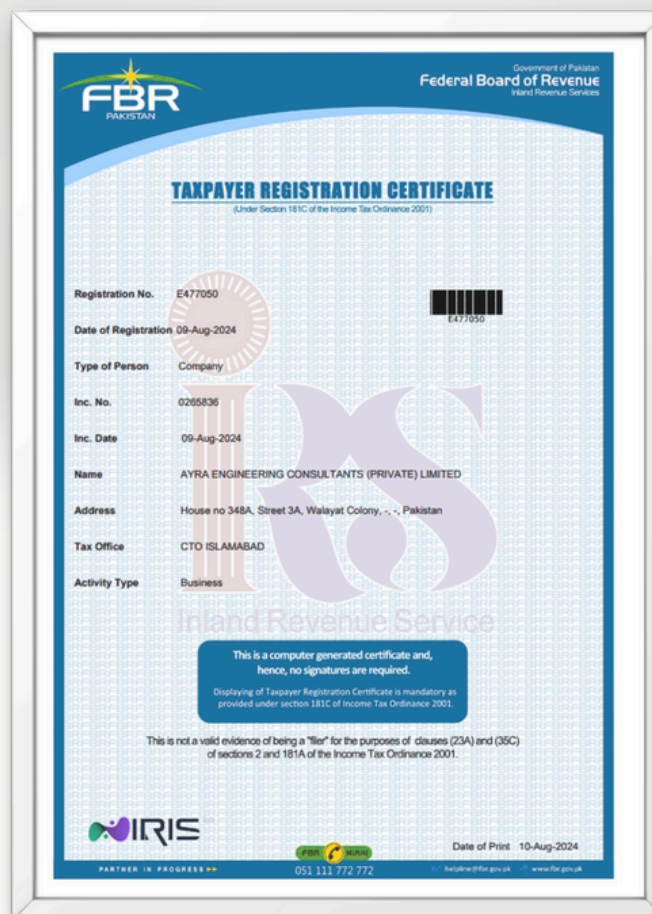 FBR
PAKISTAN
Government of Pakistan
Federal Board of Revenue
Inland Revenue Services
TAXPAYER REGISTRATION CERTIFICATE
(Under Section 181C of the Income Tax Ordinance 2001)
Registration No. E477050
E477050
Date of Registration 09-Aug-2024
Type of Person Company
Inc. No. 0265836
Inc. Date 09-Aug-2024
Name AYRA ENGINEERING CONSULTANTS (PRIVATE) LIMITED
Address House no 348A, Street 3A, Walayat Colony, -, -, Pakistan
Tax Office CTO ISLAMABAD
Activity Type Business
iRS
Inland Revenue Service
This is a computer generated certificate and,
hence, no signatures are required.
Displaying of Taxpayer Registration Certificate is mandatory as
provided under section 181C of Income Tax Ordinance 2001.
This is not a valid evidence of being a "filer" for the purposes of clauses (23A) and (35C)
of sections 2 and 181A of the Income Tax Ordinance 2001.
IRIS
Date of Print 10-Aug-2024
PARTNER IN PROGRESS
FBR
051 111 772 772
helpline@fbr.gov.pk
www.fbr.gov.pk